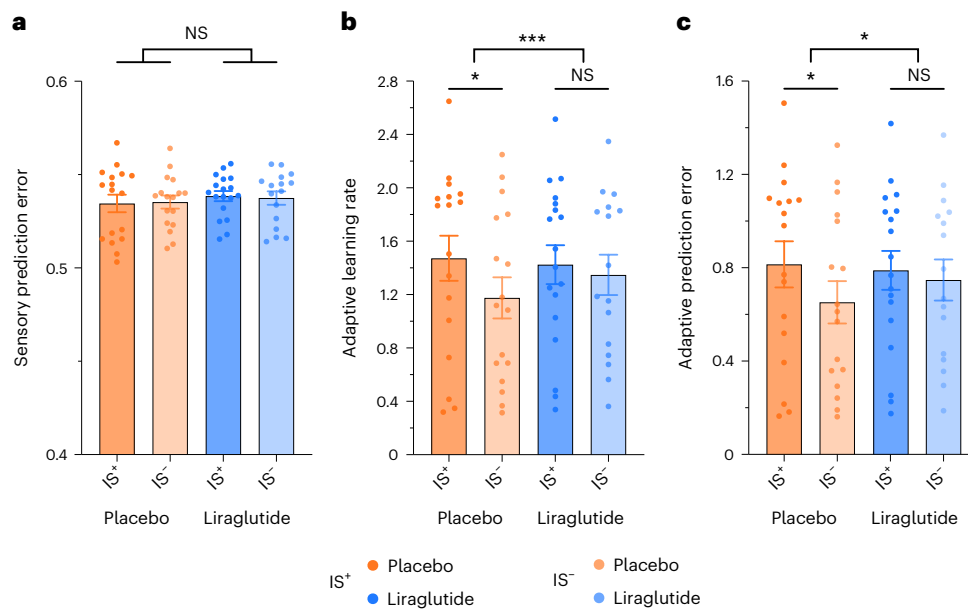 a
NS
Sensory prediction error
0.6
0.5
0.4
IS⁺ IS⁻ IS⁺ IS⁻
Placebo Liraglutide
b
***
* NS
Adaptive learning rate
2.8
2.4
2.0
1.6
1.2
0.8
0.4
0
IS⁺ IS⁻ IS⁺ IS⁻
Placebo Liraglutide
c
*
* NS
Adaptive prediction error
1.6
1.2
0.8
0.4
0
IS⁺ IS⁻ IS⁺ IS⁻
Placebo Liraglutide
IS⁺ Placebo
Liraglutide
IS⁻ Placebo
Liraglutide